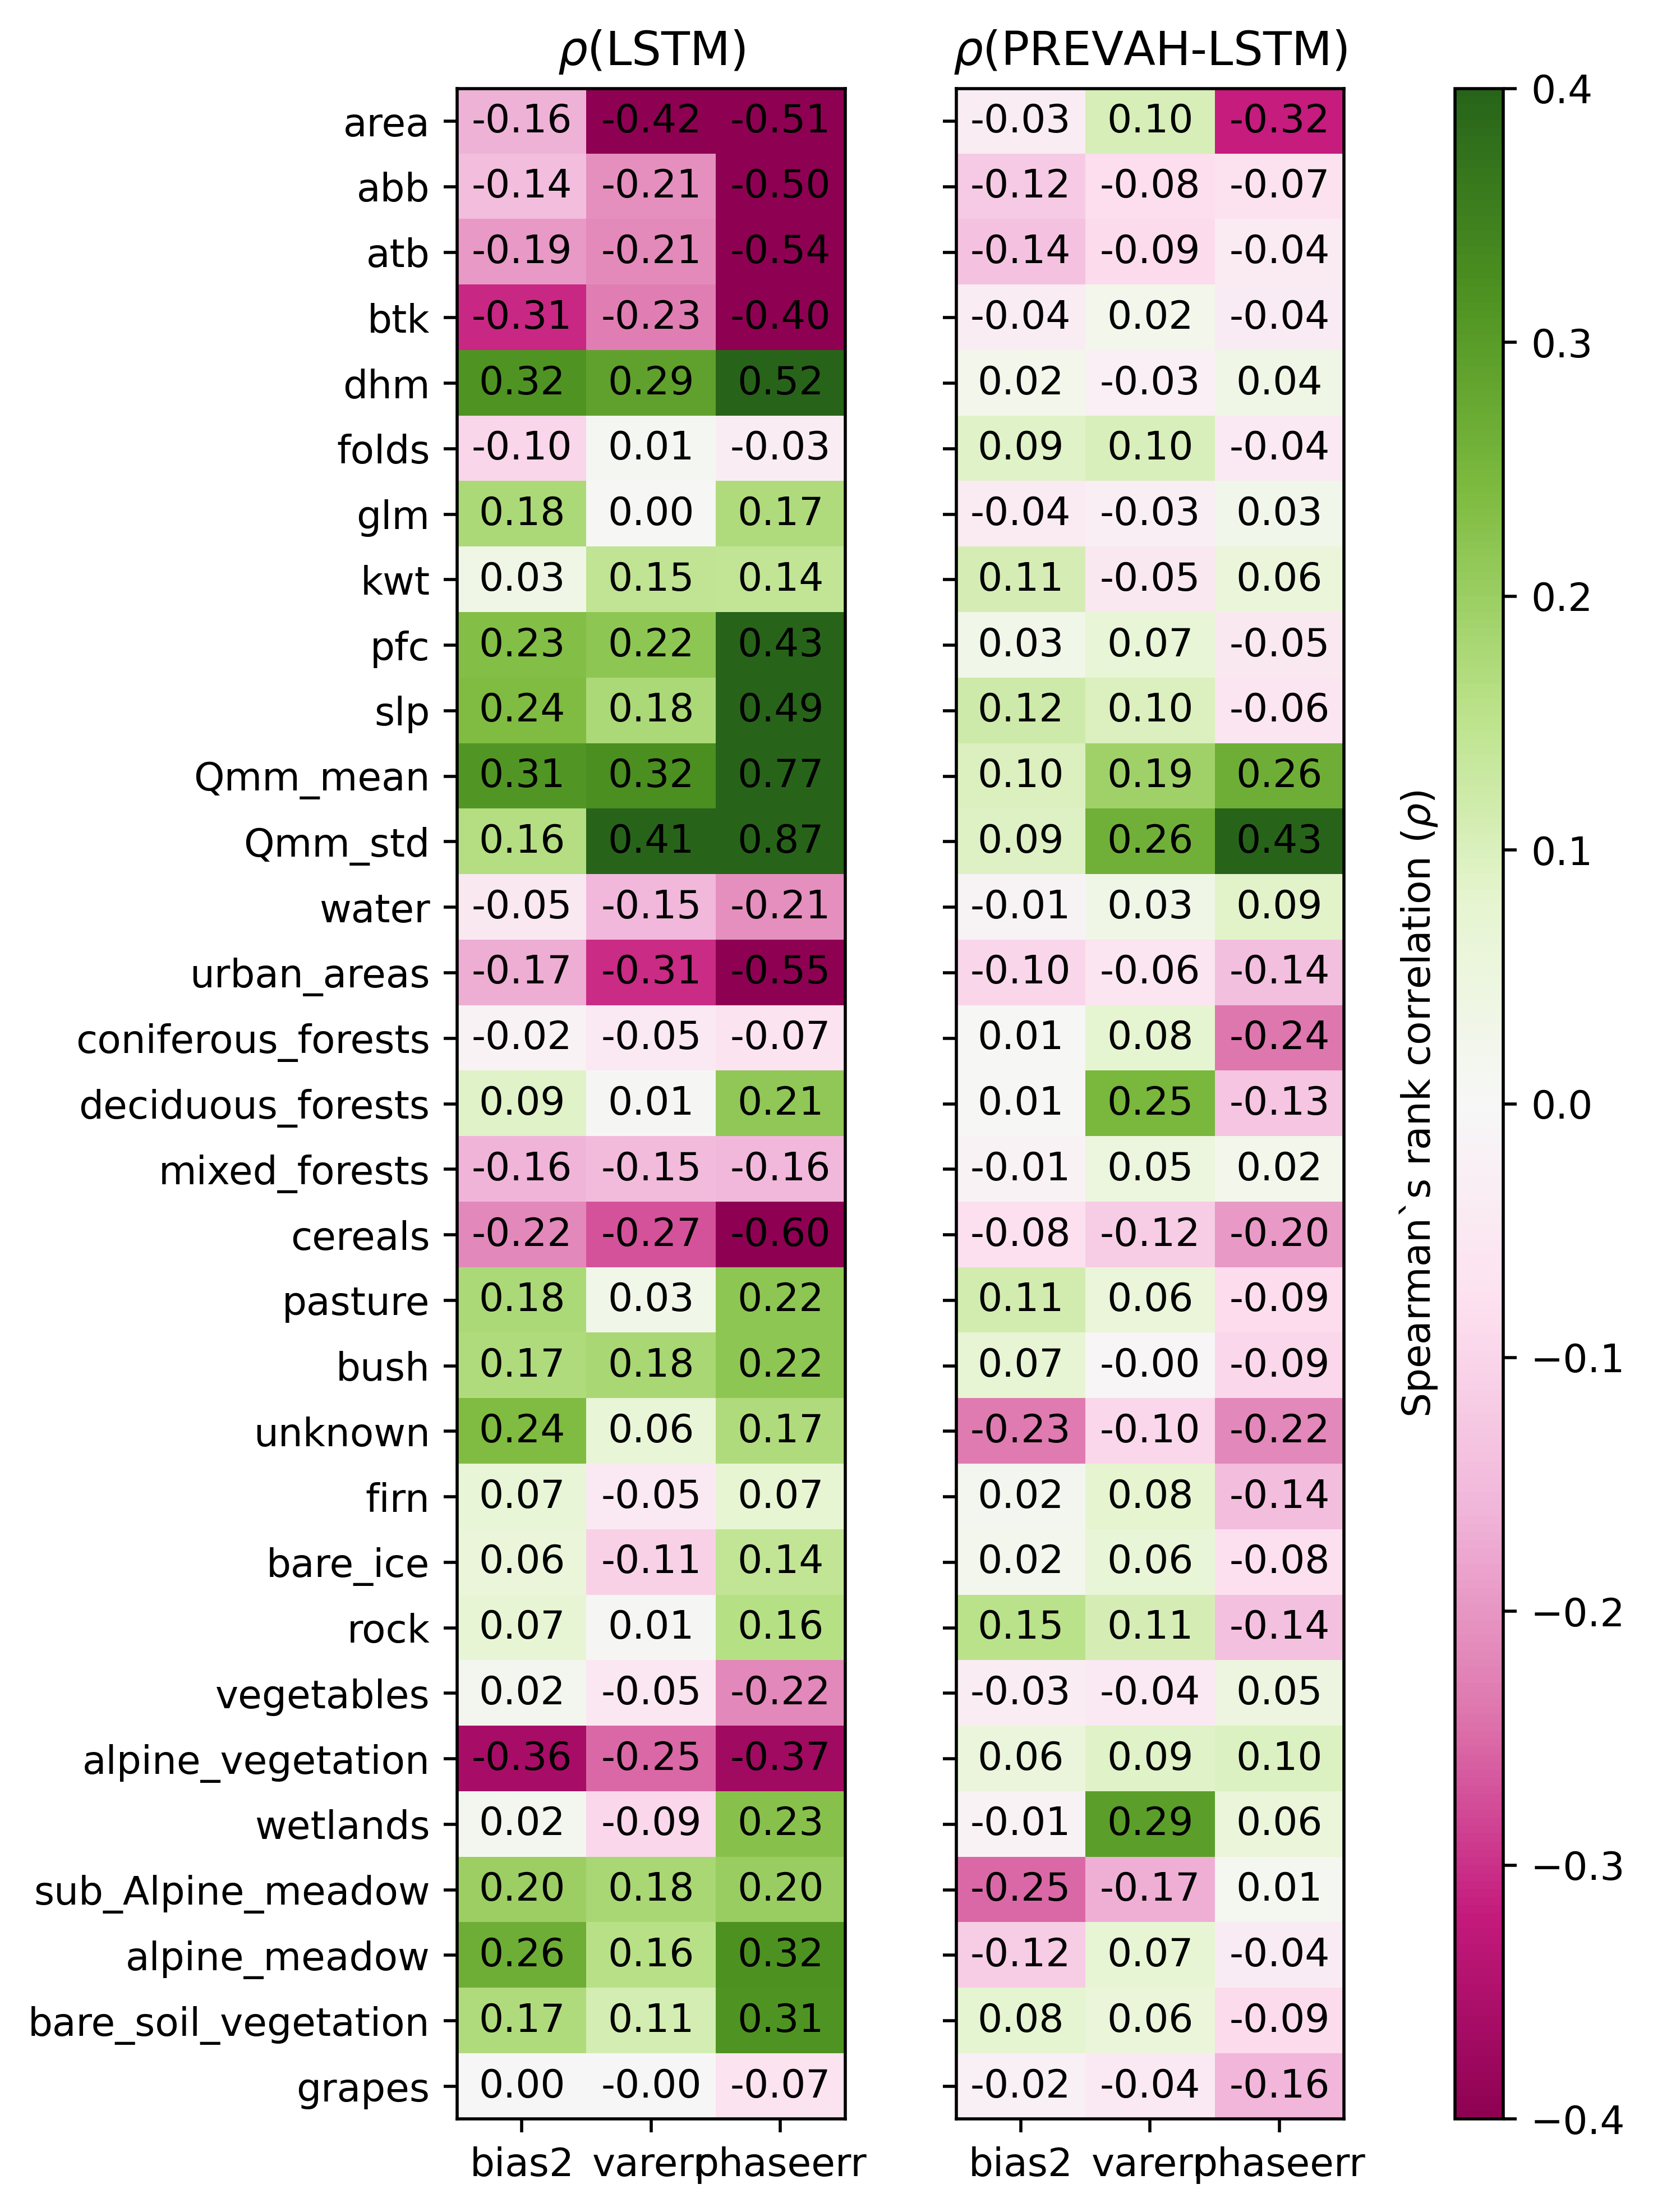 ρ(LSTM) ρ(PREVAH-LSTM)
area -0.16 -0.42 -0.51 -0.03 0.10 -0.32
abb -0.14 -0.21 -0.50 -0.12 -0.08 -0.07
atb -0.19 -0.21 -0.54 -0.14 -0.09 -0.04
btk -0.31 -0.23 -0.40 -0.04 0.02 -0.04
dhm 0.32 0.29 0.52 0.02 -0.03 0.04
folds -0.10 0.01 -0.03 0.09 0.10 -0.04
glm 0.18 0.00 0.17 -0.04 -0.03 0.03
kwt 0.03 0.15 0.14 0.11 -0.05 0.06
pfc 0.23 0.22 0.43 0.03 0.07 -0.05
slp 0.24 0.18 0.49 0.12 0.10 -0.06
Qmm_mean 0.31 0.32 0.77 0.10 0.19 0.26
Qmm_std 0.16 0.41 0.87 0.09 0.26 0.43
water -0.05 -0.15 -0.21 -0.01 0.03 0.09
urban_areas -0.17 -0.31 -0.55 -0.10 -0.06 -0.14
coniferous_forests -0.02 -0.05 -0.07 0.01 0.08 -0.24
deciduous_forests 0.09 0.01 0.21 0.01 0.25 -0.13
mixed_forests -0.16 -0.15 -0.16 -0.01 0.05 0.02
cereals -0.22 -0.27 -0.60 -0.08 -0.12 -0.20
pasture 0.18 0.03 0.22 0.11 0.06 -0.09
bush 0.17 0.18 0.22 0.07 -0.00 -0.09
unknown 0.24 0.06 0.17 -0.23 -0.10 -0.22
firn 0.07 -0.05 0.07 0.02 0.08 -0.14
bare_ice 0.06 -0.11 0.14 0.02 0.06 -0.08
rock 0.07 0.01 0.16 0.15 0.11 -0.14
vegetables 0.02 -0.05 -0.22 -0.03 -0.04 0.05
alpine_vegetation -0.36 -0.25 -0.37 0.06 0.09 0.10
wetlands 0.02 -0.09 0.23 -0.01 0.29 0.06
sub_Alpine_meadow 0.20 0.18 0.20 -0.25 -0.17 0.01
alpine_meadow 0.26 0.16 0.32 -0.12 0.07 -0.04
bare_soil_vegetation 0.17 0.11 0.31 0.08 0.06 -0.09
grapes 0.00 -0.00 -0.07 -0.02 -0.04 -0.16
bias2 varerr phaseerr bias2 varerr phaseerr
Spearman`s rank correlation (ρ)
0.4
0.3
0.2
0.1
0.0
−0.1
−0.2
−0.3
−0.4